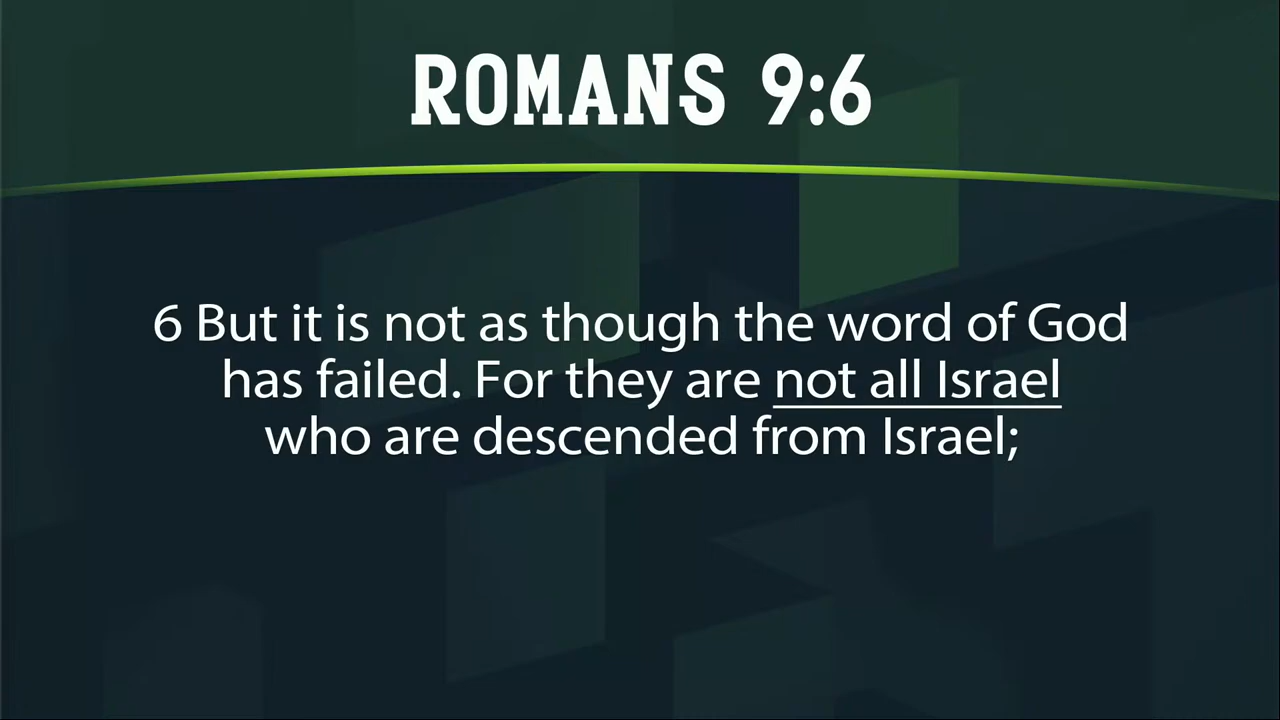 ROMANS 9:6
6 But it is not as though the word of God
has failed. For they are not all Israel
who are descended from Israel;